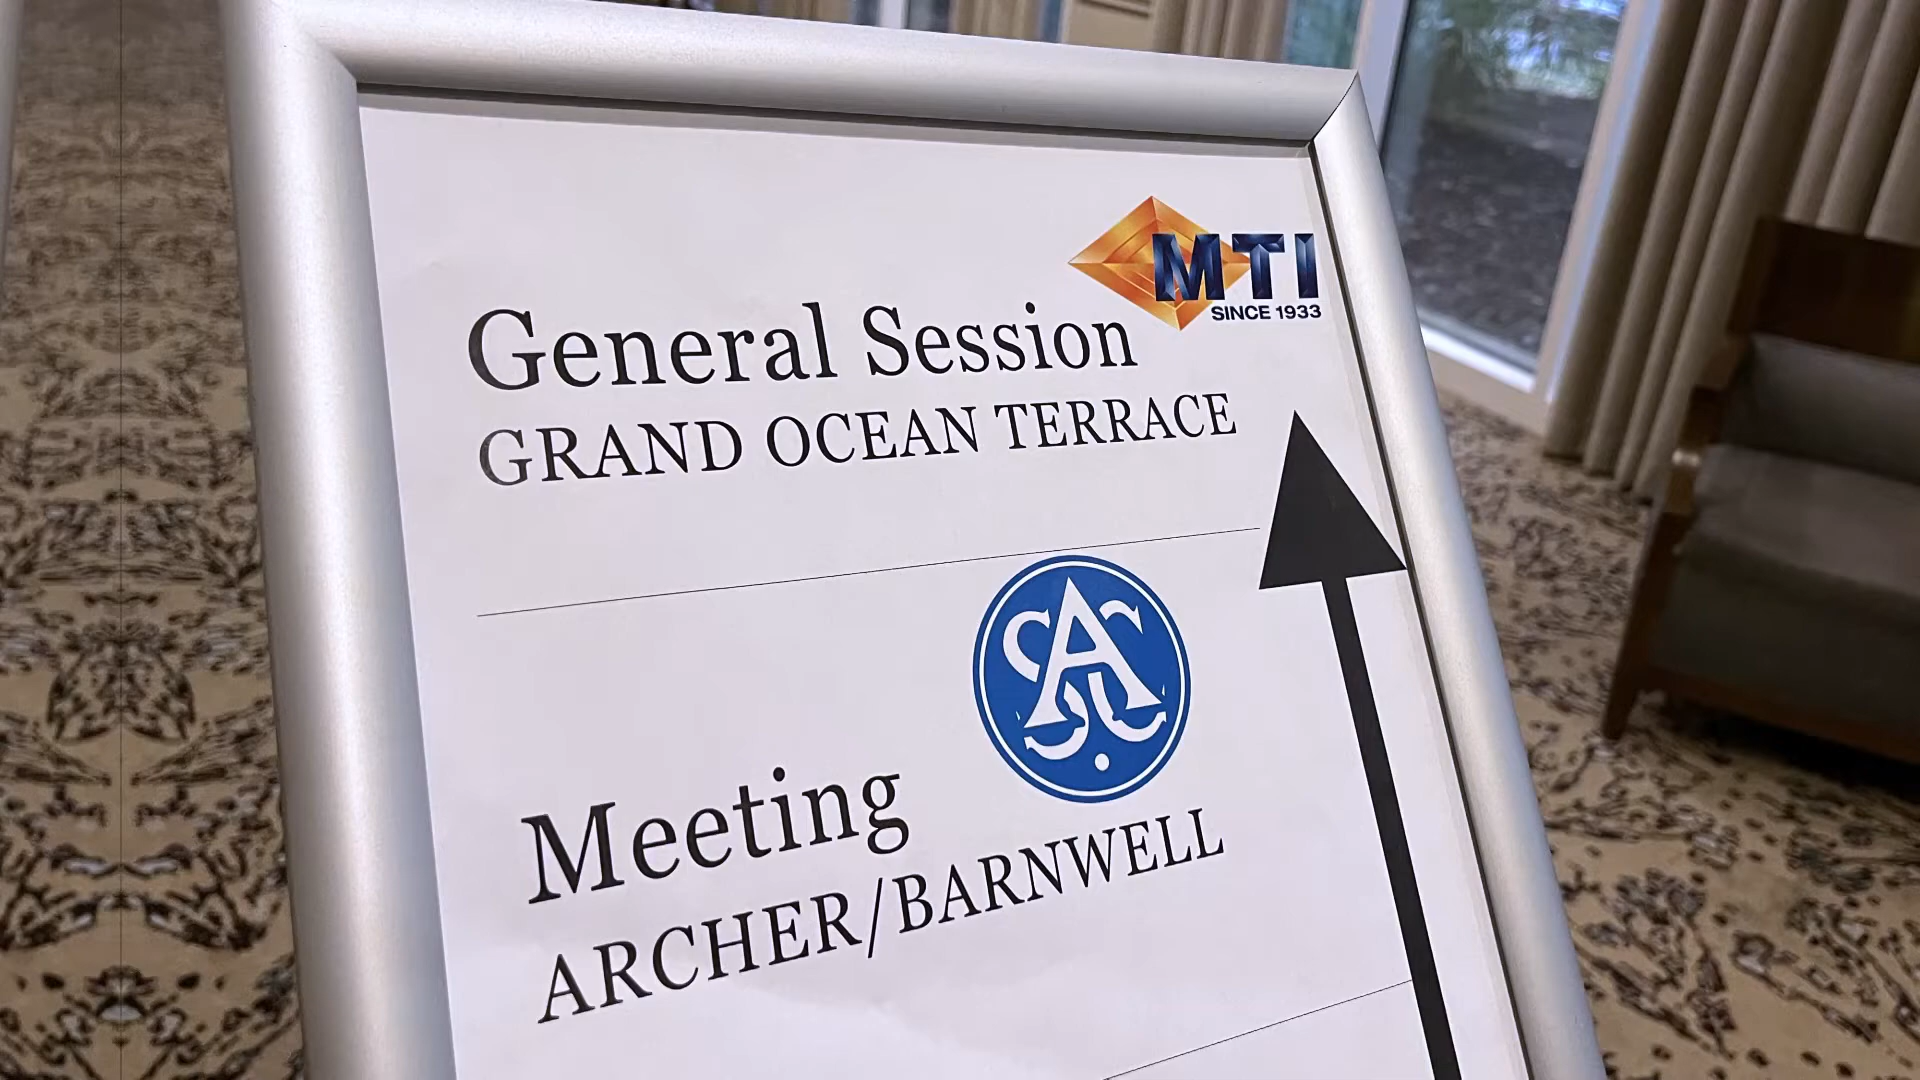 MTI
SINCE 1933
General Session
GRAND OCEAN TERRACE
Meeting
ARCHER/BARNWELL